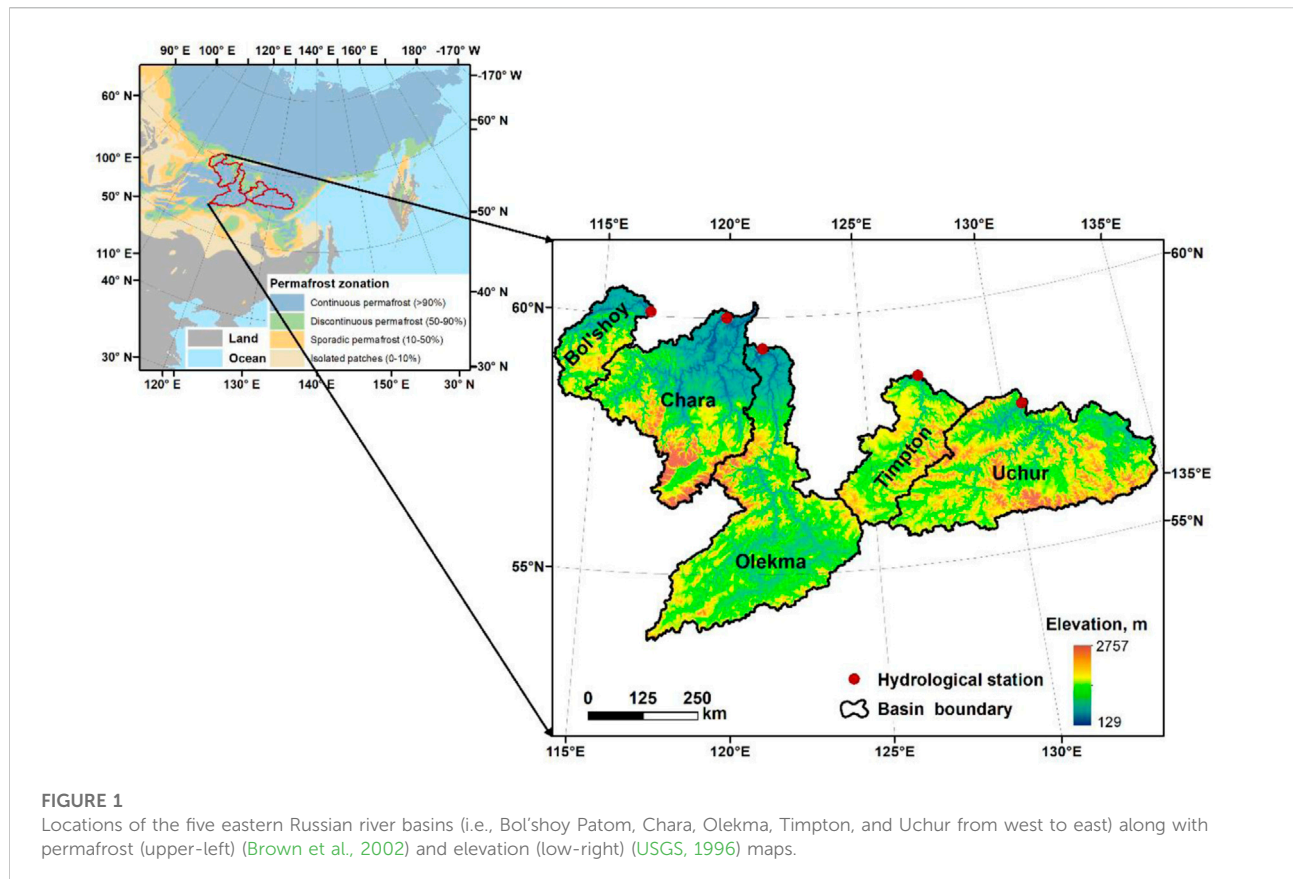 90° E 100° E 120° E 140° E 160° E 180° -170° W
-170° W
60° N
60° N
100° E
50° N
50° N
110° E
40° N
40° N
30° N
30° N
120° E 130° E 140° E 150° E 30° N
Permafrost zonation
Continuous permafrost (>90%)
Discontinuous permafrost (50-90%)
Sporadic permafrost (10-50%)
Isolated patches (0-10%)
Land
Ocean
115°E 120°E 125°E 130°E 135°E
60°N
60°N
Bol'shoy
Chara
Timpton
Uchur
135°E
55°N
Olekma
55°N
Elevation, m
2757
129
Hydrological station
Basin boundary
0 125 250
km
115°E 120°E 125°E 130°E
FIGURE 1
Locations of the five eastern Russian river basins (i.e., Bol'shoy Patom, Chara, Olekma, Timpton, and Uchur from west to east) along with
permafrost (upper-left) (Brown et al., 2002) and elevation (low-right) (USGS, 1996) maps.